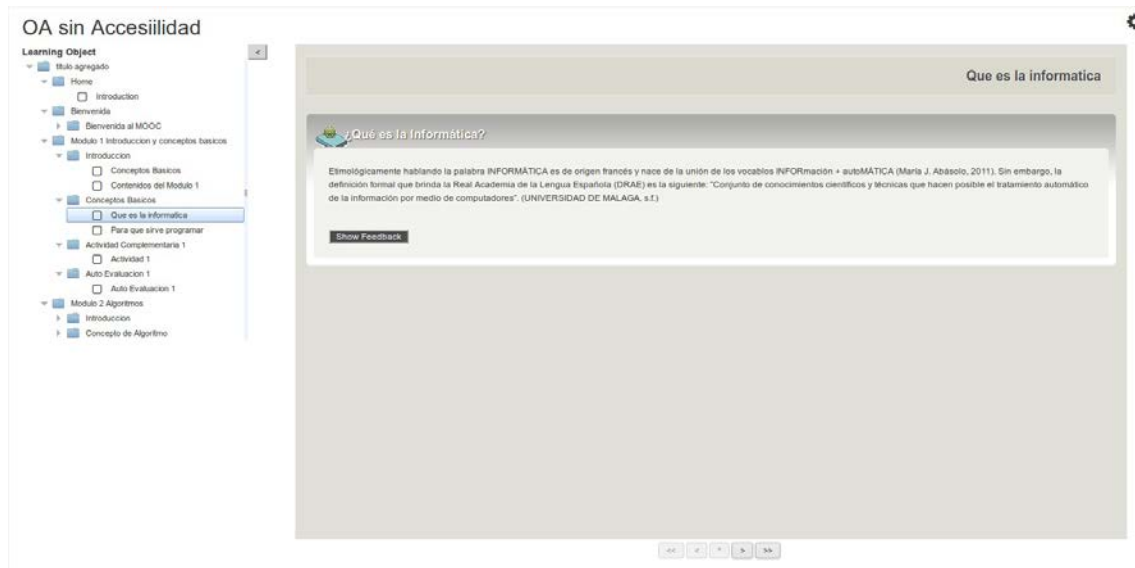 OA sin Accesiilidad
Learning Object
<
titulo agregado
Home
Introduction
Bienvenida
Bienvenida al MOOC
Modulo 1 Introduccion y conceptos basicos
Introduccion
Conceptos Basicos
Contenidos del Modulo 1
Conceptos Basicos
Que es la informatica
Para que sirve programar
Actividad Complementaria 1
Actividad 1
Auto Evaluacion 1
Auto Evaluacion 1
Modulo 2 Algoritmos
Introduccion
Concepto de Algoritmo
Que es la informatica
¿Qué es la Informática?
Etimológicamente hablando la palabra INFORMÁTICA es de origen francés y nace de la unión de los vocablos INFORmación + autoMÁTICA (María J. Abásolo, 2011). Sin embargo, la
definición formal que brinda la Real Academia de la Lengua Española (DRAE) es la siguiente: "Conjunto de conocimientos científicos y técnicas que hacen posible el tratamiento automático
de la información por medio de computadores". (UNIVERSIDAD DE MALAGA, s.f.)
Show Feedback
<< < ^ > >>